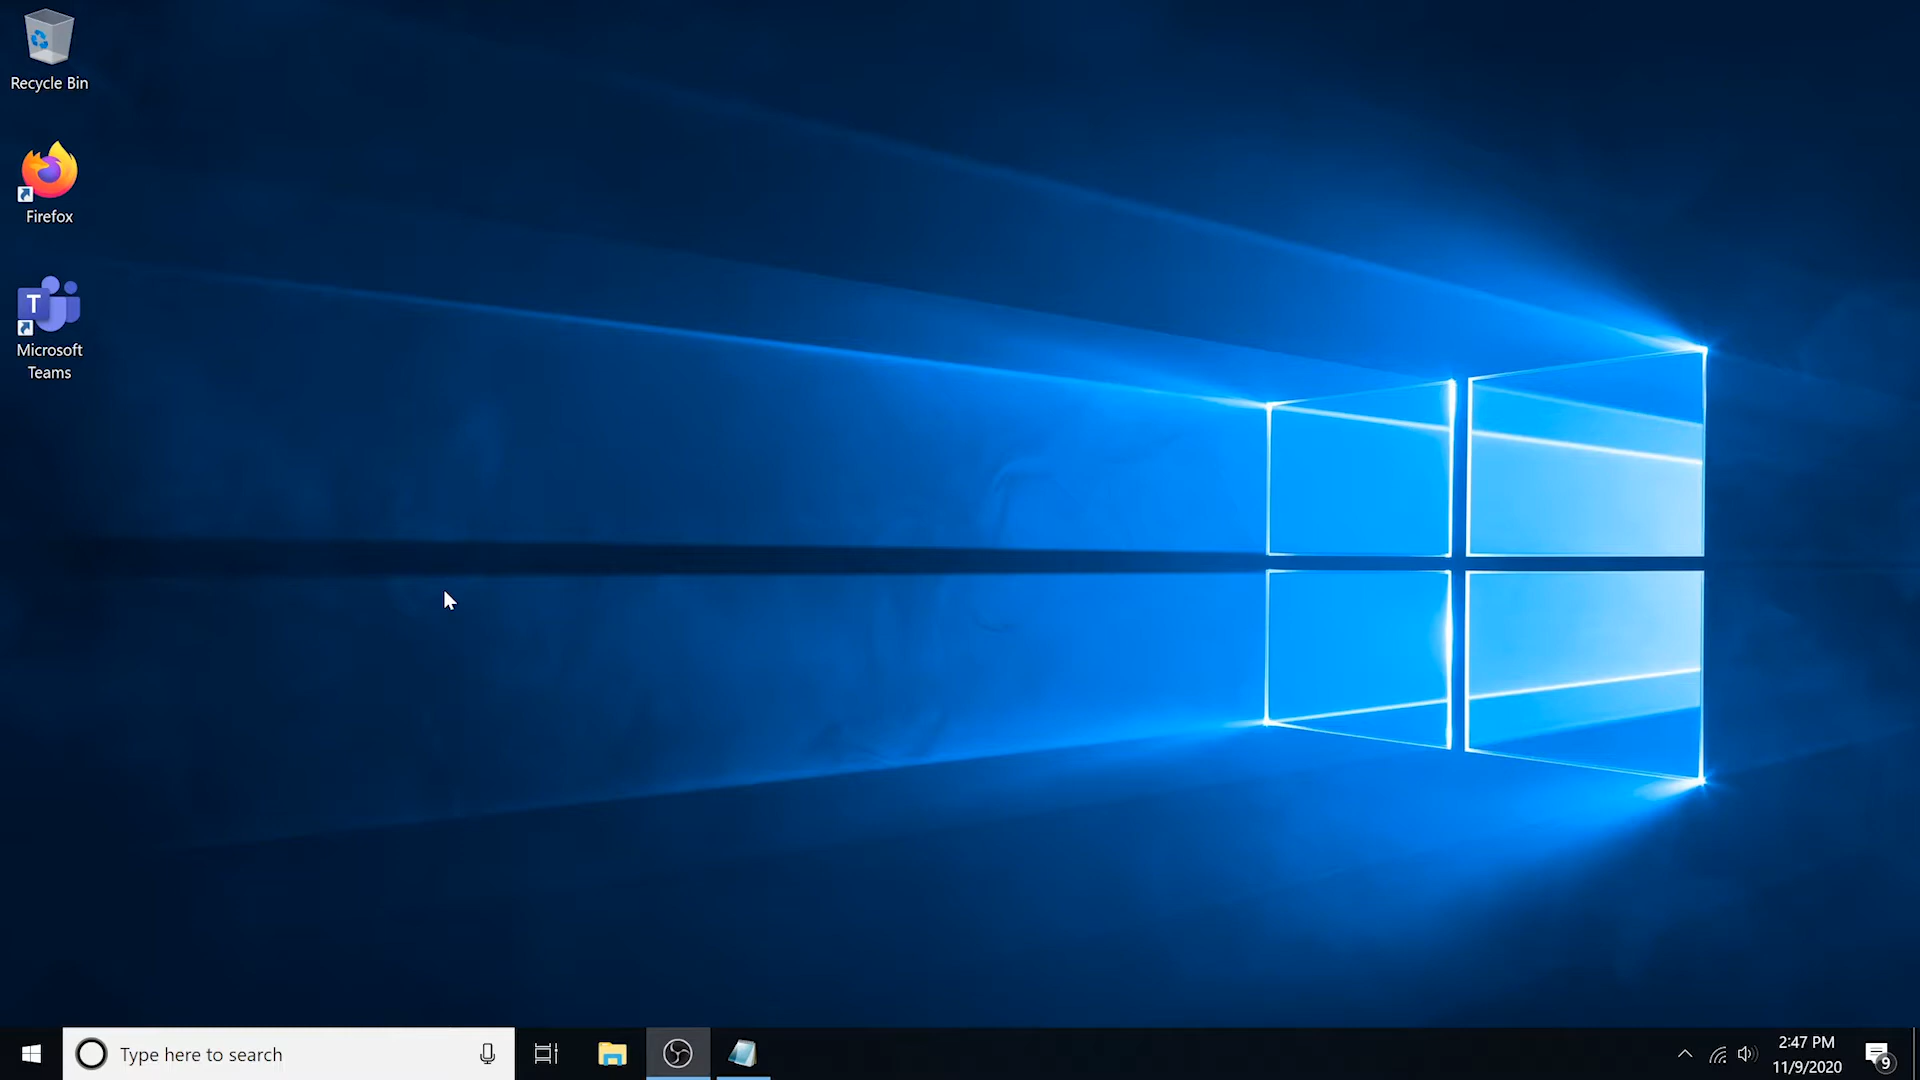 Recycle Bin
Firefox
T
Microsoft
Teams
Type here to search
2:47 PM
11/9/2020
9